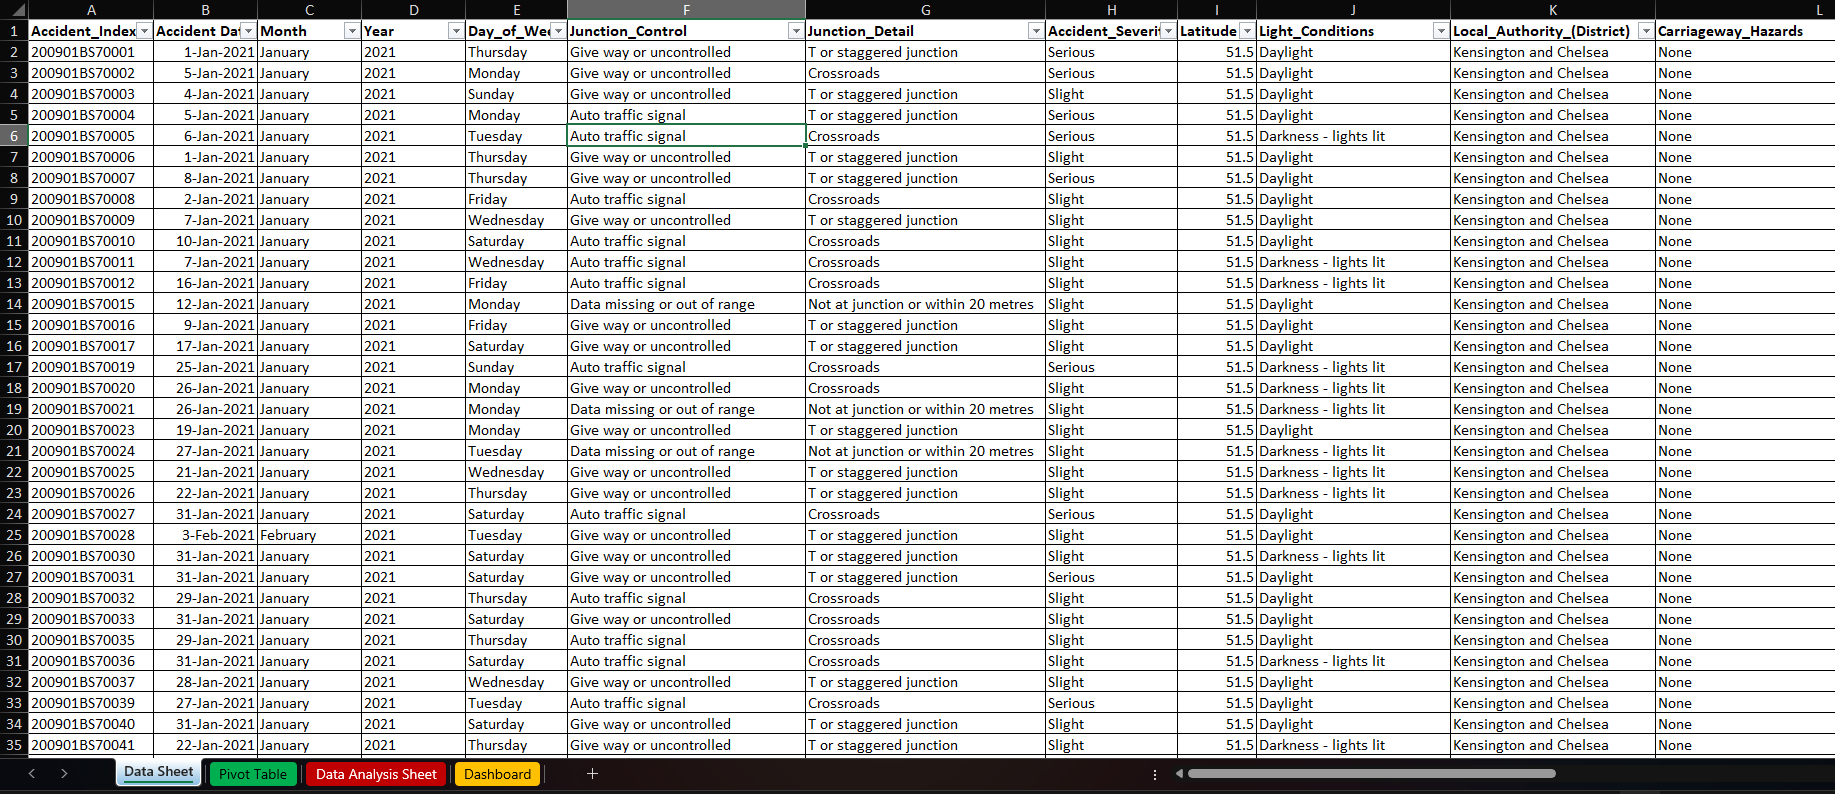 A B C D E F G H I J K L
1 Accident_Index Accident Dat Month Year Day_of_Wee Junction_Control Junction_Detail Accident_Severit Latitude Light_Conditions Local_Authority_(District) Carriageway_Hazards
2 200901BS70001 1-Jan-2021 January 2021 Thursday Give way or uncontrolled T or staggered junction Serious 51.5 Daylight Kensington and Chelsea None
3 200901BS70002 5-Jan-2021 January 2021 Monday Give way or uncontrolled Crossroads Serious 51.5 Daylight Kensington and Chelsea None
4 200901BS70003 4-Jan-2021 January 2021 Sunday Give way or uncontrolled T or staggered junction Slight 51.5 Daylight Kensington and Chelsea None
5 200901BS70004 5-Jan-2021 January 2021 Monday Auto traffic signal T or staggered junction Serious 51.5 Daylight Kensington and Chelsea None
6 200901BS70005 6-Jan-2021 January 2021 Tuesday Auto traffic signal Crossroads Serious 51.5 Darkness - lights lit Kensington and Chelsea None
7 200901BS70006 1-Jan-2021 January 2021 Thursday Give way or uncontrolled T or staggered junction Slight 51.5 Daylight Kensington and Chelsea None
8 200901BS70007 8-Jan-2021 January 2021 Thursday Give way or uncontrolled T or staggered junction Serious 51.5 Daylight Kensington and Chelsea None
9 200901BS70008 2-Jan-2021 January 2021 Friday Auto traffic signal Crossroads Slight 51.5 Daylight Kensington and Chelsea None
10 200901BS70009 7-Jan-2021 January 2021 Wednesday Give way or uncontrolled T or staggered junction Slight 51.5 Daylight Kensington and Chelsea None
11 200901BS70010 10-Jan-2021 January 2021 Saturday Auto traffic signal Crossroads Slight 51.5 Daylight Kensington and Chelsea None
12 200901BS70011 7-Jan-2021 January 2021 Wednesday Auto traffic signal Crossroads Slight 51.5 Darkness - lights lit Kensington and Chelsea None
13 200901BS70012 16-Jan-2021 January 2021 Friday Auto traffic signal Crossroads Slight 51.5 Darkness - lights lit Kensington and Chelsea None
14 200901BS70015 12-Jan-2021 January 2021 Monday Data missing or out of range Not at junction or within 20 metres Slight 51.5 Daylight Kensington and Chelsea None
15 200901BS70016 9-Jan-2021 January 2021 Friday Give way or uncontrolled T or staggered junction Slight 51.5 Daylight Kensington and Chelsea None
16 200901BS70017 17-Jan-2021 January 2021 Saturday Give way or uncontrolled T or staggered junction Slight 51.5 Daylight Kensington and Chelsea None
17 200901BS70019 25-Jan-2021 January 2021 Sunday Auto traffic signal Crossroads Serious 51.5 Darkness - lights lit Kensington and Chelsea None
18 200901BS70020 26-Jan-2021 January 2021 Monday Give way or uncontrolled Crossroads Slight 51.5 Darkness - lights lit Kensington and Chelsea None
19 200901BS70021 26-Jan-2021 January 2021 Monday Data missing or out of range Not at junction or within 20 metres Slight 51.5 Darkness - lights lit Kensington and Chelsea None
20 200901BS70023 19-Jan-2021 January 2021 Monday Give way or uncontrolled T or staggered junction Slight 51.5 Daylight Kensington and Chelsea None
21 200901BS70024 27-Jan-2021 January 2021 Tuesday Data missing or out of range Not at junction or within 20 metres Slight 51.5 Darkness - lights lit Kensington and Chelsea None
22 200901BS70025 21-Jan-2021 January 2021 Wednesday Give way or uncontrolled T or staggered junction Slight 51.5 Darkness - lights lit Kensington and Chelsea None
23 200901BS70026 22-Jan-2021 January 2021 Thursday Give way or uncontrolled T or staggered junction Slight 51.5 Darkness - lights lit Kensington and Chelsea None
24 200901BS70027 31-Jan-2021 January 2021 Saturday Auto traffic signal Crossroads Serious 51.5 Daylight Kensington and Chelsea None
25 200901BS70028 3-Feb-2021 February 2021 Tuesday Give way or uncontrolled T or staggered junction Slight 51.5 Daylight Kensington and Chelsea None
26 200901BS70030 31-Jan-2021 January 2021 Saturday Give way or uncontrolled T or staggered junction Slight 51.5 Darkness - lights lit Kensington and Chelsea None
27 200901BS70031 31-Jan-2021 January 2021 Saturday Give way or uncontrolled T or staggered junction Serious 51.5 Daylight Kensington and Chelsea None
28 200901BS70032 29-Jan-2021 January 2021 Thursday Auto traffic signal Crossroads Slight 51.5 Daylight Kensington and Chelsea None
29 200901BS70033 31-Jan-2021 January 2021 Saturday Give way or uncontrolled Crossroads Slight 51.5 Daylight Kensington and Chelsea None
30 200901BS70035 29-Jan-2021 January 2021 Thursday Auto traffic signal Crossroads Slight 51.5 Daylight Kensington and Chelsea None
31 200901BS70036 31-Jan-2021 January 2021 Saturday Auto traffic signal Crossroads Slight 51.5 Darkness - lights lit Kensington and Chelsea None
32 200901BS70037 28-Jan-2021 January 2021 Wednesday Give way or uncontrolled T or staggered junction Slight 51.5 Daylight Kensington and Chelsea None
33 200901BS70039 27-Jan-2021 January 2021 Tuesday Auto traffic signal Crossroads Serious 51.5 Daylight Kensington and Chelsea None
34 200901BS70040 31-Jan-2021 January 2021 Saturday Give way or uncontrolled T or staggered junction Slight 51.5 Daylight Kensington and Chelsea None
35 200901BS70041 22-Jan-2021 January 2021 Thursday Give way or uncontrolled T or staggered junction Slight 51.5 Darkness - lights lit Kensington and Chelsea None
Data Sheet Pivot Table Data Analysis Sheet Dashboard